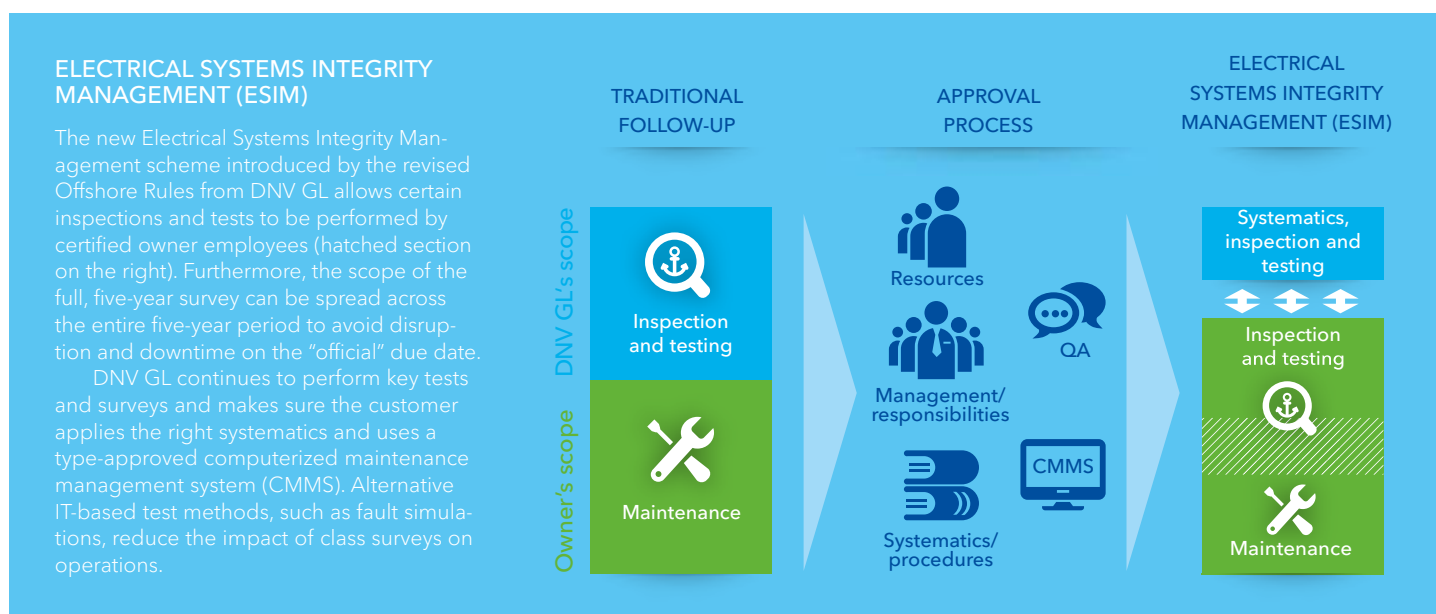 ELECTRICAL SYSTEMS INTEGRITY
MANAGEMENT (ESIM)
The new Electrical Systems Integrity Man-
agement scheme introduced by the revised
Offshore Rules from DNV GL allows certain
inspections and tests to be performed by
certified owner employees (hatched section
on the right). Furthermore, the scope of the
full, five-year survey can be spread across
the entire five-year period to avoid disrup-
tion and downtime on the “official” due date.
DNV GL continues to perform key tests
and surveys and makes sure the customer
applies the right systematics and uses a
type-approved computerized maintenance
management system (CMMS). Alternative
IT-based test methods, such as fault simula-
tions, reduce the impact of class surveys on
operations.
TRADITIONAL
FOLLOW-UP
DNV GL’s scope
Inspection
and testing
Owner’s scope
Maintenance
APPROVAL
PROCESS
Resources
QA
Management/
responsibilities
CMMS
Systematics/
procedures
ELECTRICAL
SYSTEMS INTEGRITY
MANAGEMENT (ESIM)
Systematics,
inspection and
testing
Inspection
and testing
Maintenance